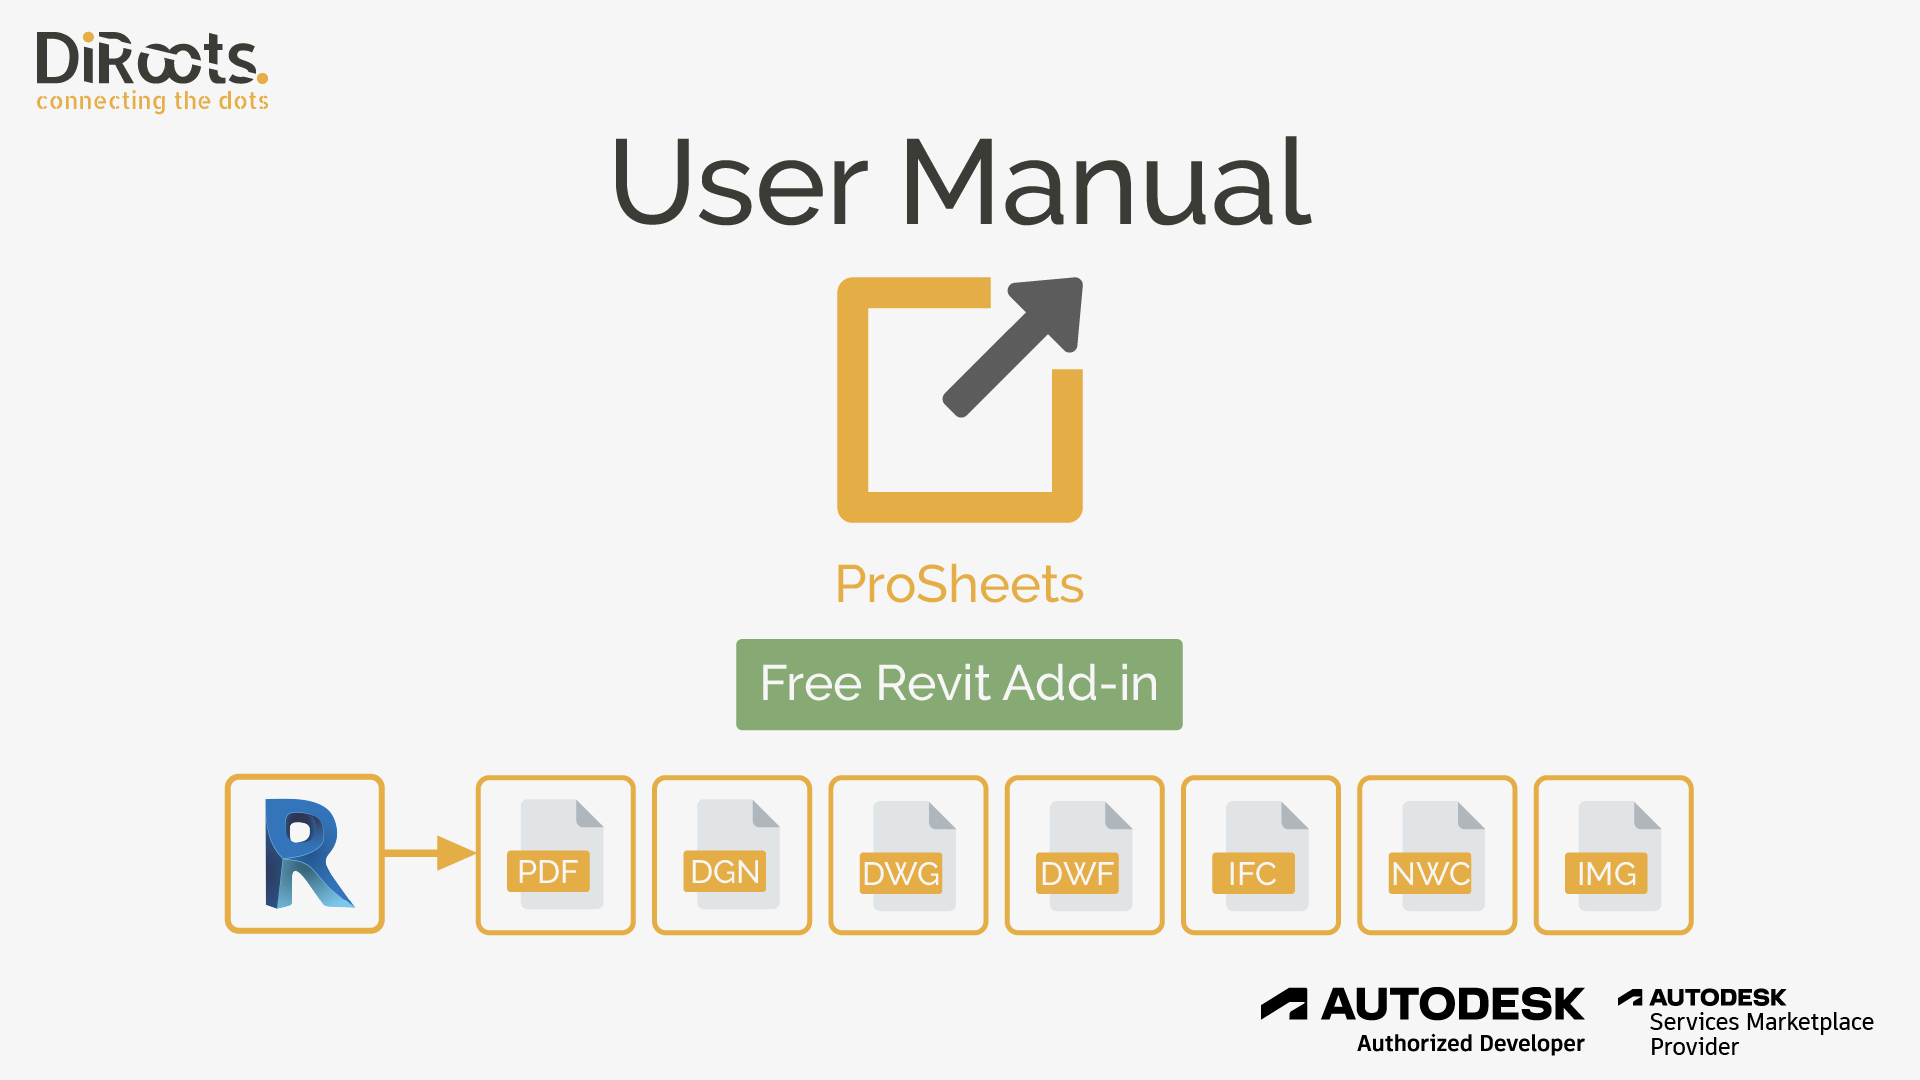 DiRoots.
connecting the dots
User Manual
ProSheets
Free Revit Add-in
R
PDF
DGN
DWG
DWF
IFC
NWC
IMG
AUTODESK
Authorized Developer
AUTODESK
Services Marketplace
Provider